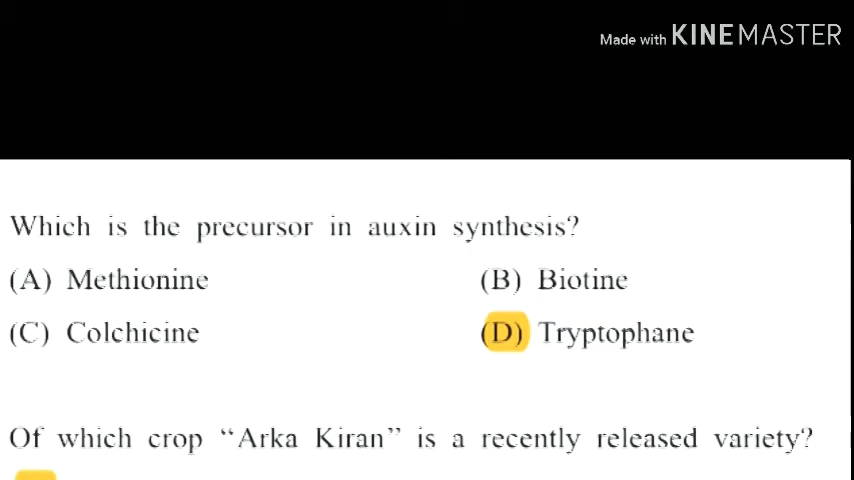 Made with KINEMASTER
Which is the precursor in auxin synthesis?
(A) Methionine (B) Biotine
(C) Colchicine (D) Tryptophane
Of which crop “Arka Kiran” is a recently released variety?